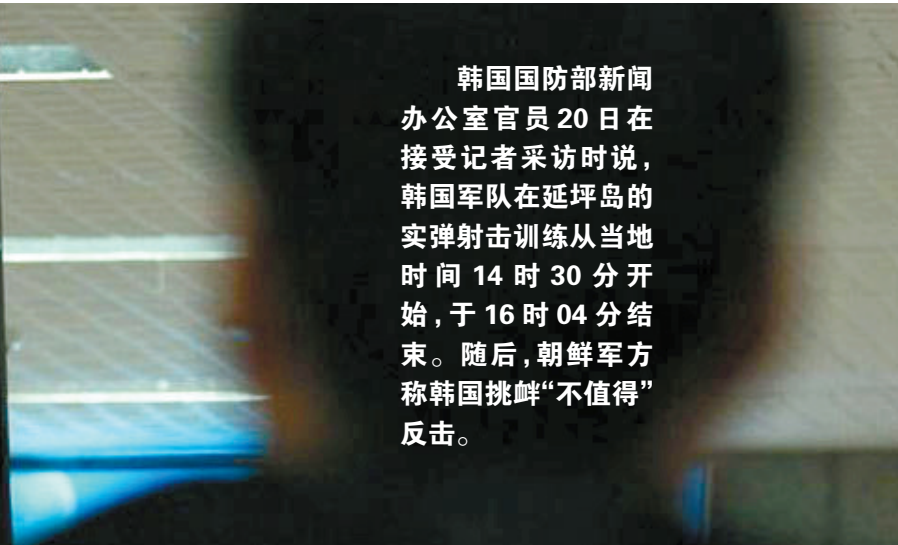 韩国国防部新闻
办公室官员20日在
接受记者采访时说，
韩国军队在延坪岛的
实弹射击训练从当地
时间14时30分开
始，于16时04分结
束。随后，朝鲜军方
称韩国挑衅“不值得”
反击。